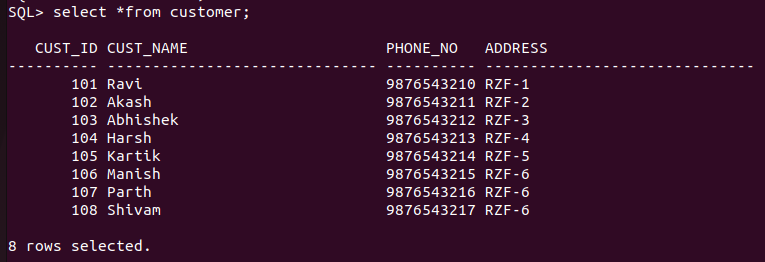 SQL> select *from customer;
CUST_ID CUST_NAME PHONE_NO ADDRESS
---------- ------------------------------ ---------- ------------------------------
101 Ravi 9876543210 RZF-1
102 Akash 9876543211 RZF-2
103 Abhishek 9876543212 RZF-3
104 Harsh 9876543213 RZF-4
105 Kartik 9876543214 RZF-5
106 Manish 9876543215 RZF-6
107 Parth 9876543216 RZF-6
108 Shivam 9876543217 RZF-6
8 rows selected.